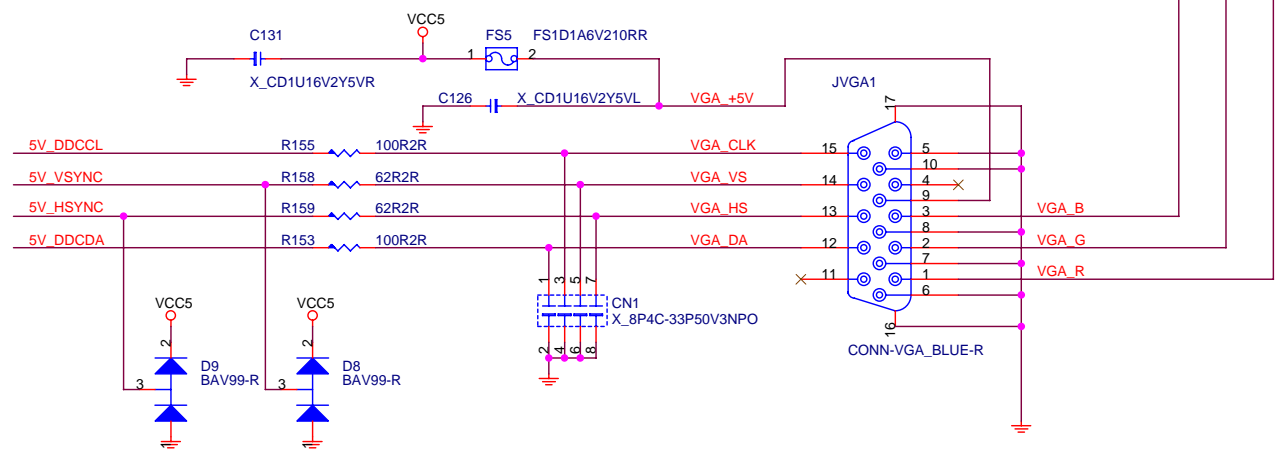 VCC5
C131
FS5 FS1D1A6V210RR
1 2
X_CD1U16V2Y5VR
JVGA1
C126 X_CD1U16V2Y5VL VGA_+5V
17
5V_DDCCL R155 100R2R VGA_CLK 15 5
10
5V_VSYNC R158 62R2R VGA_VS 14 4
9
5V_HSYNC R159 62R2R VGA_HS 13 3 VGA_B
8
5V_DDCDA R153 100R2R VGA_DA 12 2 VGA_G
7
11 1 VGA_R
1 3 5 7
6
VCC5 VCC5
CN1
X_8P4C-33P50V3NPO
16
2 4 6 8
CONN-VGA_BLUE-R
2 2
D9 D8
BAV99-R BAV99-R
3 3
1 1